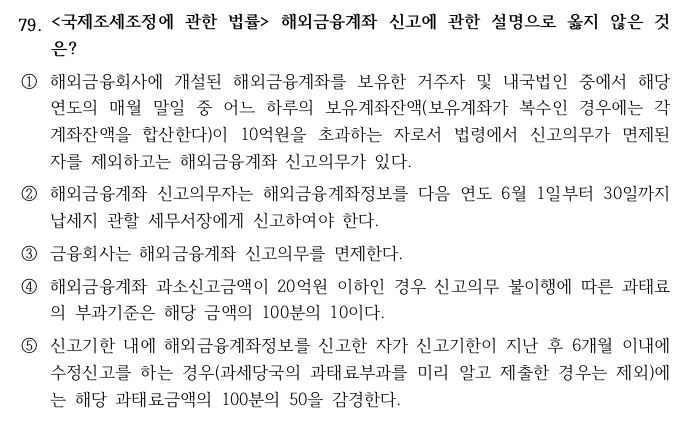 79. <국제조세조정에 관한 법률> 해외금융계좌 신고에 관한 설명으로 옳지 않은 것
은?
① 해외금융회사에 개설된 해외금융계좌를 보유한 거주자 및 내국법인 중에서 해당
연도의 매월 말일 중 어느 하루의 보유계좌잔액(보유계좌가 복수인 경우에는 각
계좌잔액을 합산한다)이 10억원을 초과하는 자로서 법령에서 신고의무가 면제된
자를 제외하고는 해외금융계좌 신고의무가 있다.
② 해외금융계좌 신고의무자는 해외금융계좌정보를 다음 연도 6월 1일부터 30일까지
납세지 관할 세무서장에게 신고하여야 한다.
③ 금융회사는 해외금융계좌 신고의무를 면제한다.
④ 해외금융계좌 과소신고금액이 20억원 이하인 경우 신고의무 불이행에 따른 과태료
의 부과기준은 해당 금액의 100분의 10이다.
⑤ 신고기한 내에 해외금융계좌정보를 신고한 자가 신고기한이 지난 후 6개월 이내에
수정신고를 하는 경우(과세당국의 과태료부과를 미리 알고 제출한 경우는 제외)에
는 해당 과태료금액의 100분의 50을 감경한다.